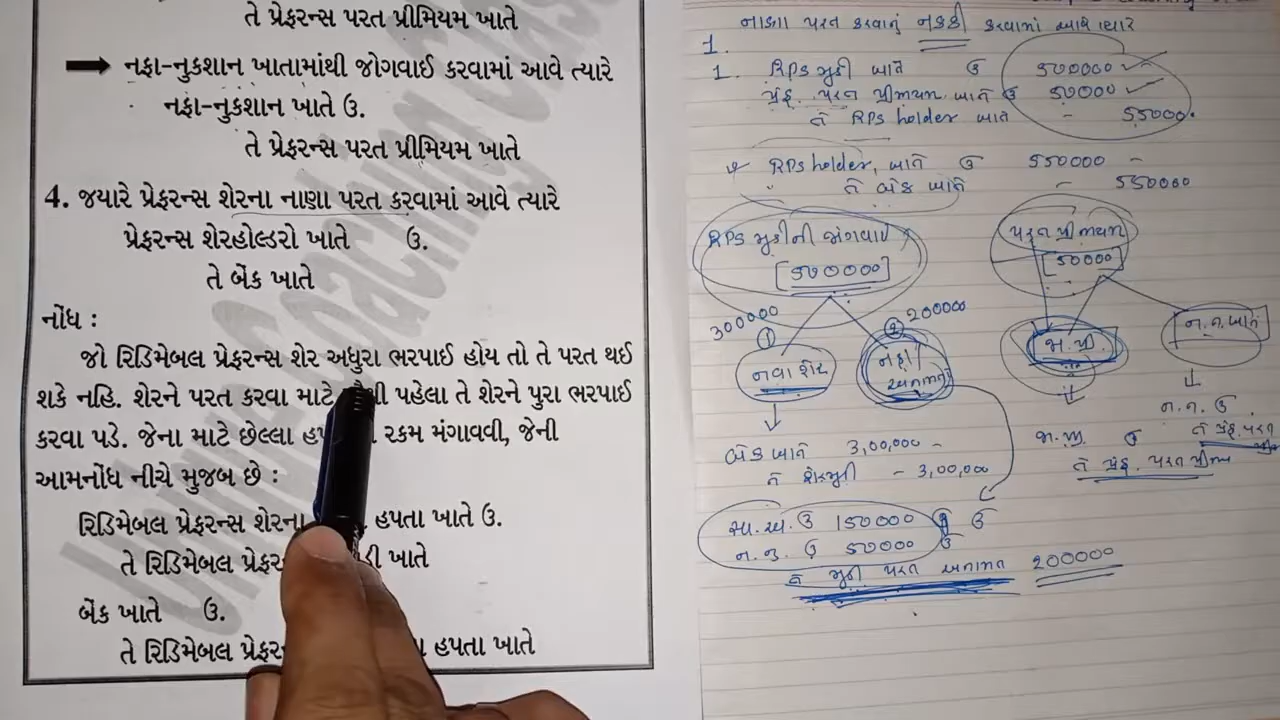 તે પ્રેફરન્સ પરત પ્રીમિયમ ખાતે
નફા-નુકશાન ખાતામાંથી જોગવાઈ કરવામાં આવે ત્યારે
નફા-નુકશાન ખાતે ઉ.
તે પ્રેફરન્સ પરત પ્રીમિયમ ખાતે
4. જયારે પ્રેફરન્સ શેરના નાણા પરત કરવામાં આવે ત્યારે
પ્રેફરન્સ શેરહોલ્ડરો ખાતે ઉ.
તે બેંક ખાતે
નોંધ :
જો રિડિમેબલ પ્રેફરન્સ શેર અધુરા ભરપાઈ હોય તો તે પરત થઈ
શકે નહિ. શેરને પરત કરવા માટે પહેલા તે શેરને પુરા ભરપાઈ
કરવા પડે. જેના માટે છેલ્લા રકમ મંગાવવી, જેની
આમનોંધ નીચે મુજબ છે :
રિડિમેબલ પ્રેફરન્સ શેરના હપતા ખાતે ઉ.
તે રિડિમેબલ ખાતે
બેંક ખાતે ઉ.
તે રિડિમેબલ હપતા ખાતે
નાણા પરત કરવાનું નક્કી કરવામાં આવે ત્યારે
1.
1. RPS મુડી ખાતે ઉ 500000
પ્રેફ. પરત પ્રીમિયમ ખાતે ઉ 50000
તે RPS holder ખાતે - 550000
RPS holder ખાતે ઉ 550000 -
તે બેંક ખાતે - 550000
RPS મુડીની જોગવાઈ
[500000]
પરત પ્રીમિયમ
[50000]
300000 200000
1 2
નવા શેર
નફા/
અનામત
જા.પ્રી.
ન.ન. ખાતે
બેંક ખાતે 3,00,000 -
તે શેરમુડી - 3,00,000
સા.અ. ઉ 150000 ઉ
ન.નુ. ઉ 50000 ઉ
તે મુડી પરત અનામત 200000
જા.પ્રી. ઉ
તે પ્રેફ. પરત પ્રીમિ
ન.ન. ઉ.
તે પ્રેફ. પરત